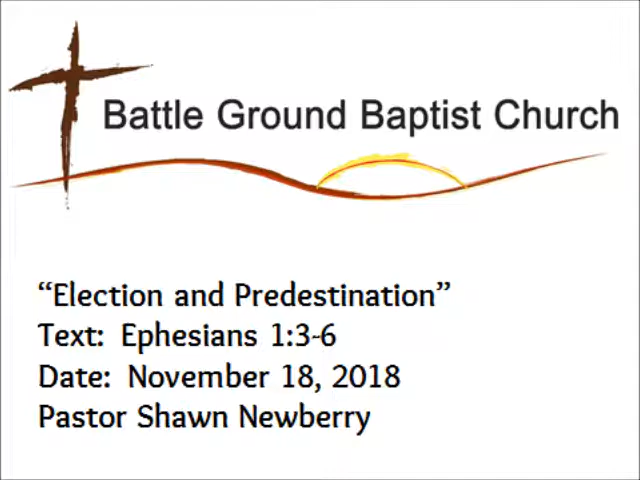 Battle Ground Baptist Church
“Election and Predestination”
Text: Ephesians 1:3-6
Date: November 18, 2018
Pastor Shawn Newberry